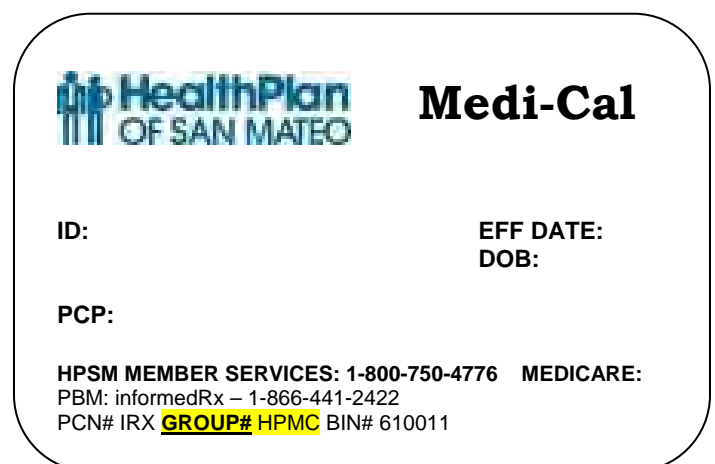 HealthPlan
OF SAN MATEO
Medi-Cal
ID: EFF DATE:
DOB:
PCP:
HPSM MEMBER SERVICES: 1-800-750-4776 MEDICARE:
PBM: informedRx – 1-866-441-2422
PCN# IRX GROUP# HPMC BIN# 610011